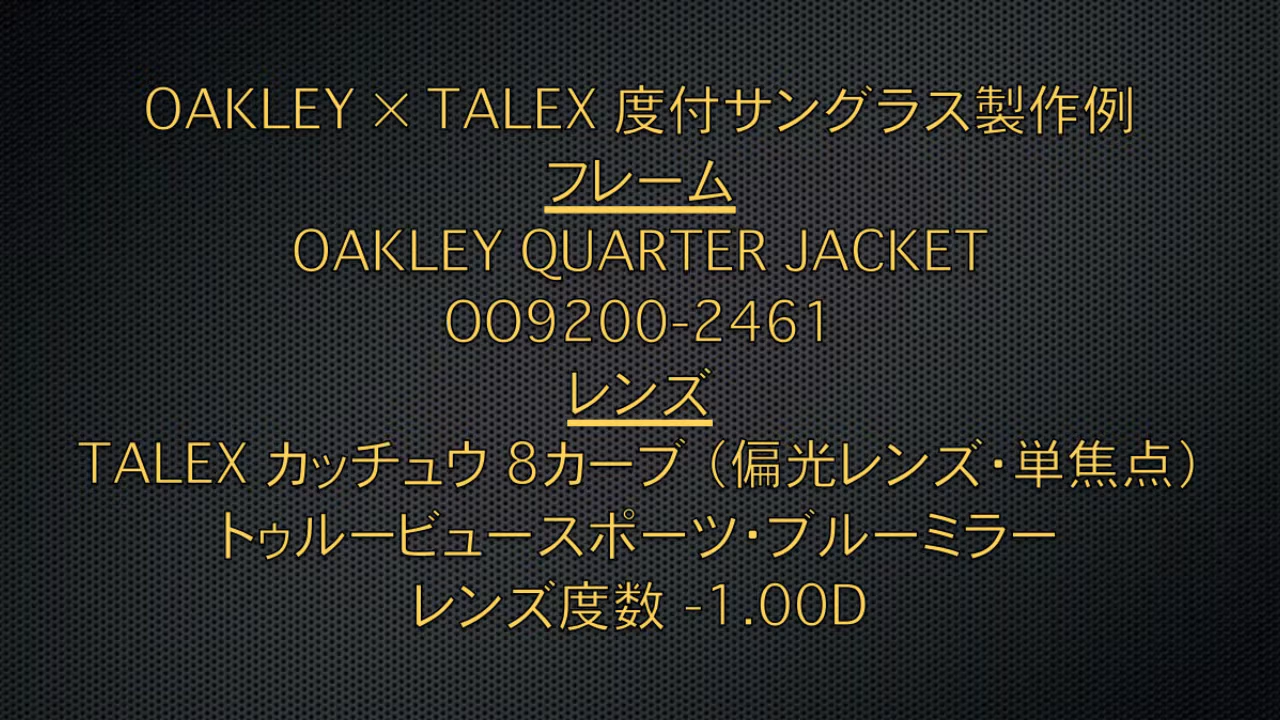 OAKLEY × TALEX 度付サングラス製作例
フレーム
OAKLEY QUARTER JACKET
OO9200-2461
レンズ
TALEX カッチュウ 8カーブ（偏光レンズ・単焦点）
トゥルービュースポーツ・ブルーミラー
レンズ度数 -1.00D